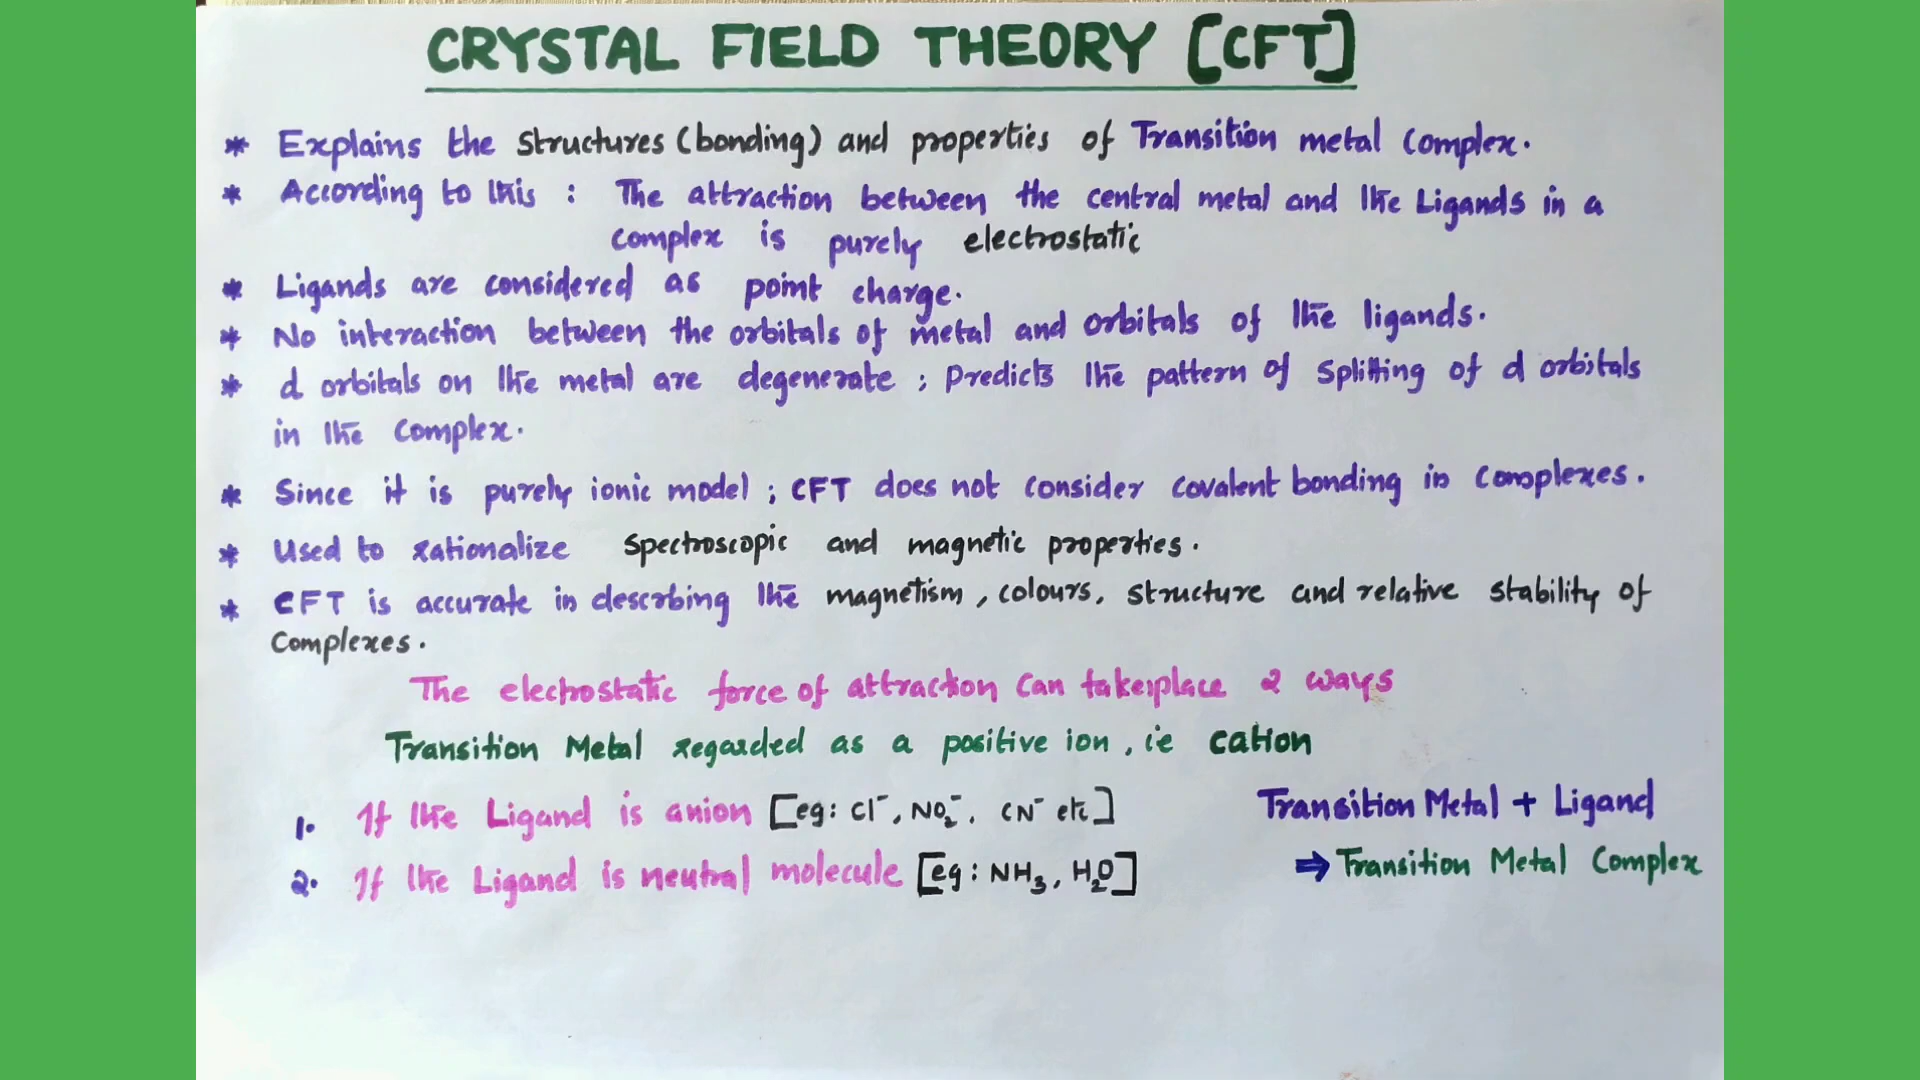 CRYSTAL FIELD THEORY [CFT]
* Explains the structures (bonding) and properties of Transition metal complex.
* According to this : The attraction between the central metal and the Ligands in a
complex is purely electrostatic
* Ligands are considered as point charge.
* No interaction between the orbitals of metal and orbitals of the ligands.
* d orbitals on the metal are degenerate ; Predicts the pattern of splitting of d orbitals
in the complex.
* Since it is purely ionic model ; CFT does not consider covalent bonding in complexes.
* Used to rationalize spectroscopic and magnetic properties.
* CFT is accurate in descrbing the magnetism, colours, structure and relative stability of
complexes.
The electrostatic force of attraction can takesplace 2 ways
Transition Metal regarded as a positive ion, ie cation
1. If the Ligand is anion [eg: Cl⁻, NO₂⁻, CN⁻ etc]
Transition Metal + Ligand
2. If the Ligand is neutral molecule [eg: NH₃, H₂O]
⇒ Transition Metal Complex